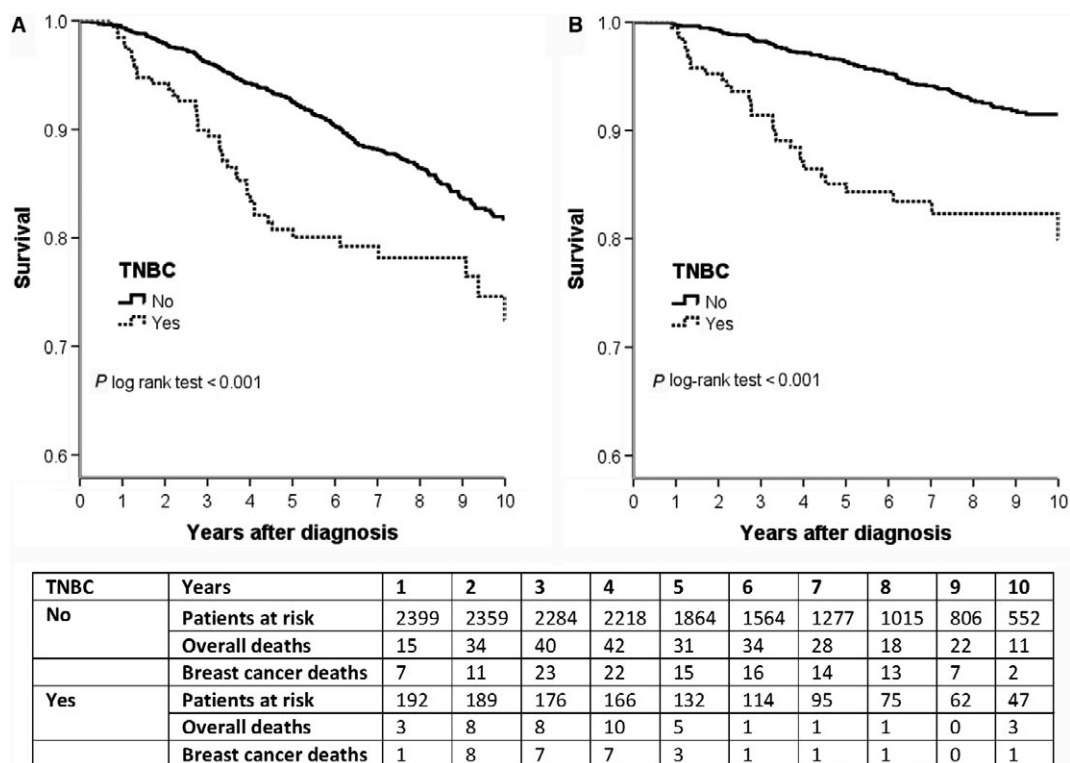 A
1.0
0.9
0.8
0.7
0.6
Survival
TNBC
No
Yes
P log rank test < 0.001
0 1 2 3 4 5 6 7 8 9 10
Years after diagnosis
B
1.0
0.9
0.8
0.7
0.6
Survival
TNBC
No
Yes
P log-rank test < 0.001
0 1 2 3 4 5 6 7 8 9 10
Years after diagnosis
TNBC Years 1 2 3 4 5 6 7 8 9 10
No Patients at risk 2399 2359 2284 2218 1864 1564 1277 1015 806 552
Overall deaths 15 34 40 42 31 34 28 18 22 11
Breast cancer deaths 7 11 23 22 15 16 14 13 7 2
Yes Patients at risk 192 189 176 166 132 114 95 75 62 47
Overall deaths 3 8 8 10 5 1 1 1 0 3
Breast cancer deaths 1 8 7 7 3 1 1 1 0 1